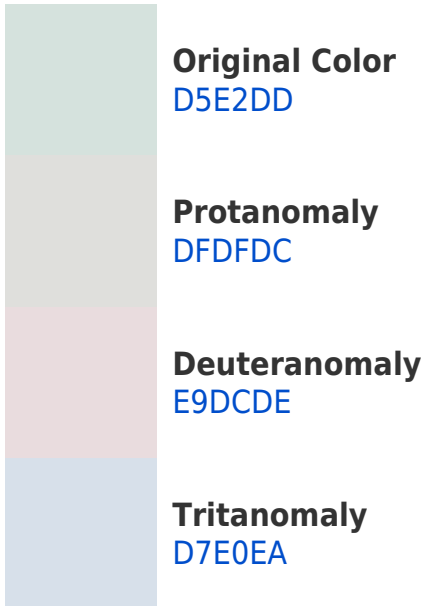 Original Color
D5E2DD
Protanomaly
DFDFDC
Deuteranomaly
E9DCDE
Tritanomaly
D7E0EA